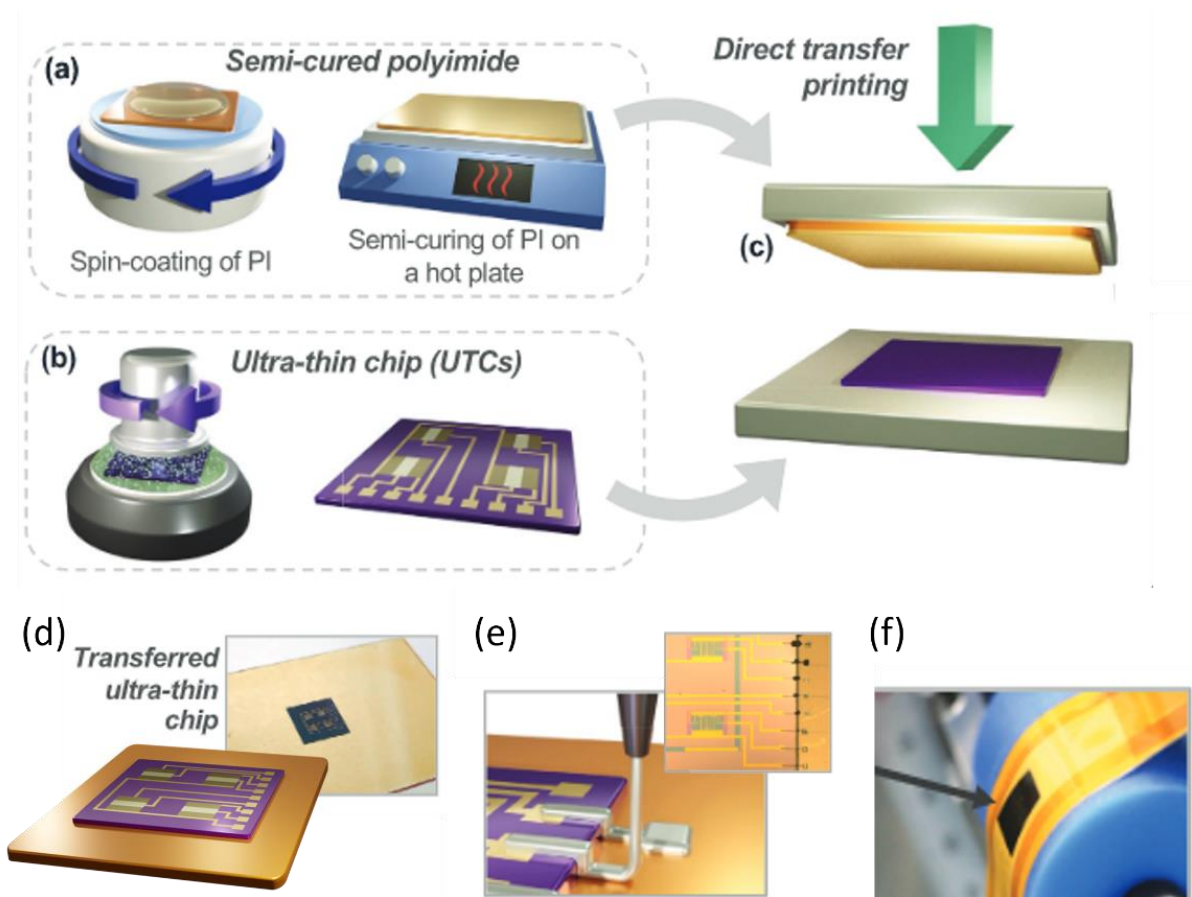 (a)
Semi-cured polyimide
Spin-coating of PI
Semi-curing of PI on
a hot plate
Direct transfer
printing
(c)
(b)
Ultra-thin chip (UTCs)
(d)
Transferred
ultra-thin
chip
(e)
(f)